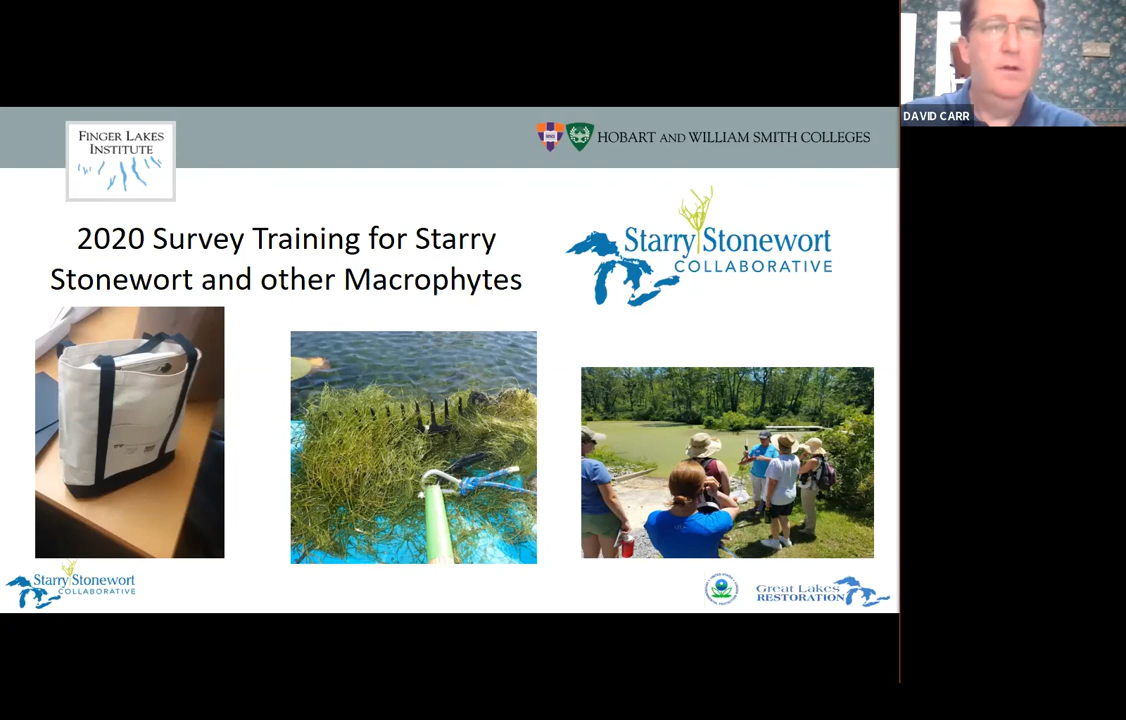 DAVID CARR
FINGER LAKES
INSTITUTE
HOBART AND WILLIAM SMITH COLLEGES
2020 Survey Training for Starry
Stonewort and other Macrophytes
Starry Stonewort
COLLABORATIVE
Starry Stonewort
COLLABORATIVE
Great Lakes
RESTORATION